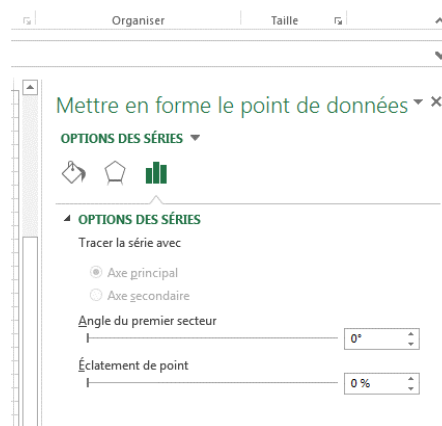 Organiser Taille
Mettre en forme le point de données
OPTIONS DES SÉRIES
OPTIONS DES SÉRIES
Tracer la série avec
Axe principal
Axe secondaire
Angle du premier secteur
0°
Éclatement de point
0 %